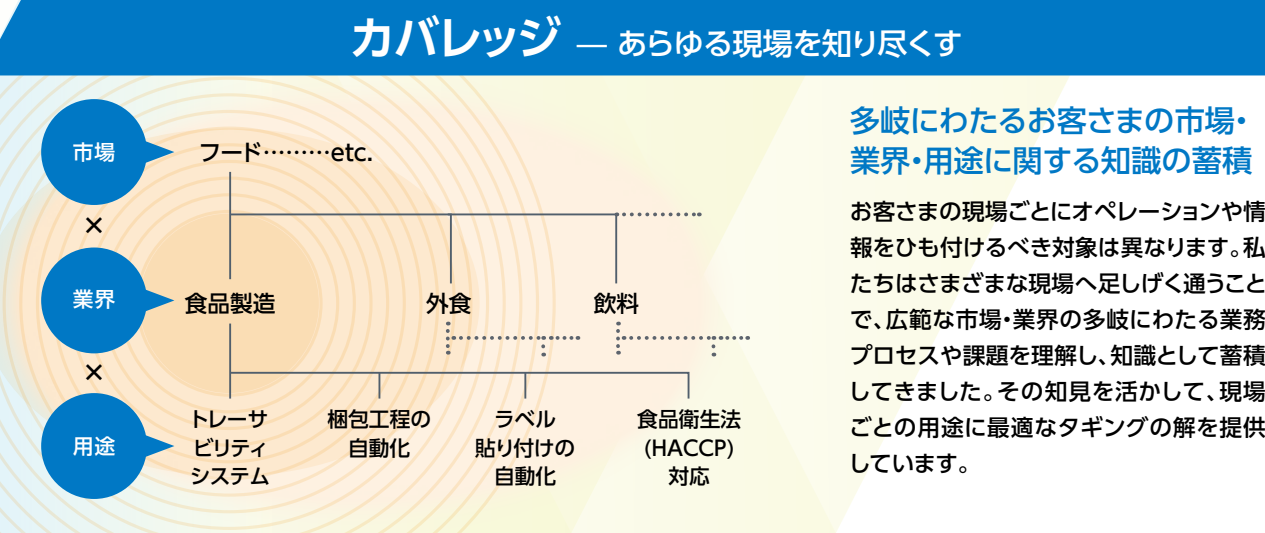 カバレッジ — あらゆる現場を知り尽くす
市場
フード………etc.
×
業界
食品製造
外食
飲料
×
用途
トレーサ
ビリティ
システム
梱包工程の
自動化
ラベル
貼り付けの
自動化
食品衛生法
(HACCP)
対応
多岐にわたるお客さまの市場・
業界・用途に関する知識の蓄積
お客さまの現場ごとにオペレーションや情
報をひも付けるべき対象は異なります。私
たちはさまざまな現場へ足しげく通うこと
で、広範な市場・業界の多岐にわたる業務
プロセスや課題を理解し、知識として蓄積
してきました。その知見を活かして、現場
ごとの用途に最適なタギングの解を提供
しています。